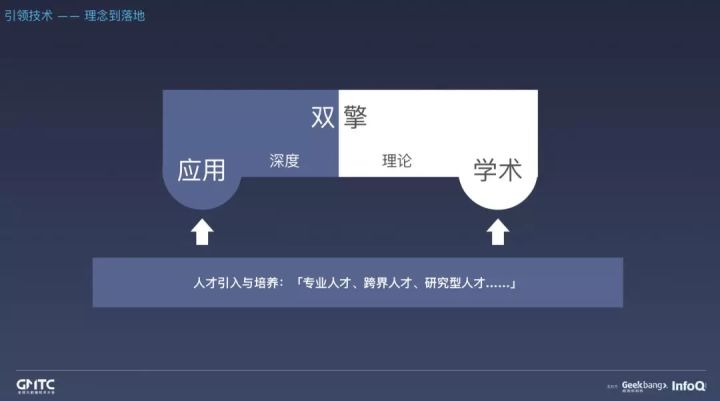 引领技术 —— 理念到落地
双擎
深度
理论
应用
学术
人才引入与培养：「专业人才、跨界人才、研究型人才……」
GMTC
Geekbang>.
InfoQ